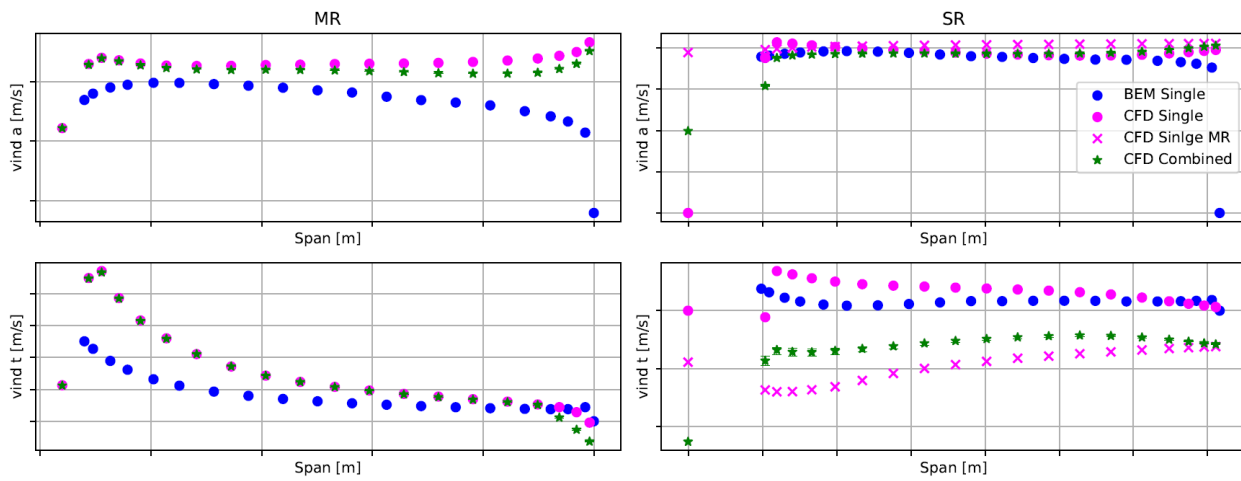 MR
SR
vind a [m/s]
vind a [m/s]
BEM Single
CFD Single
CFD Sinlge MR
CFD Combined
Span [m]
Span [m]
vind t [m/s]
vind t [m/s]
Span [m]
Span [m]